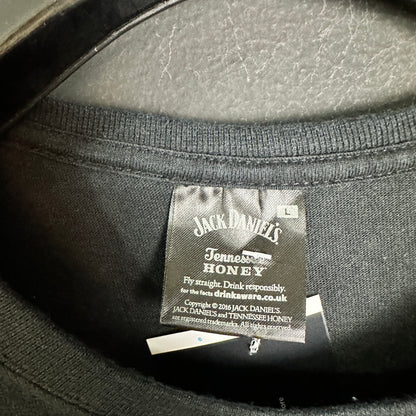 JACK DANIEL'S
L
Tennessee
HONEY
Fly straight. Drink responsibly.
for the facts drinkaware.co.uk
Copyright © 2016 JACK DANIEL'S.
JACK DANIEL'S and TENNESSEE HONEY
are registered trademarks. All rights reserved.